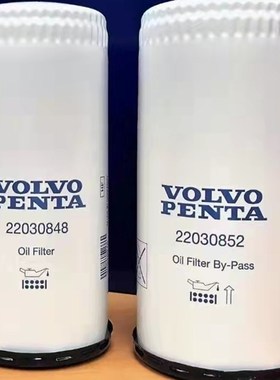 VOLVO
PENTA
22030848
Oil Filter
VOLVO
PENTA
22030852
Oil Filter By-Pass